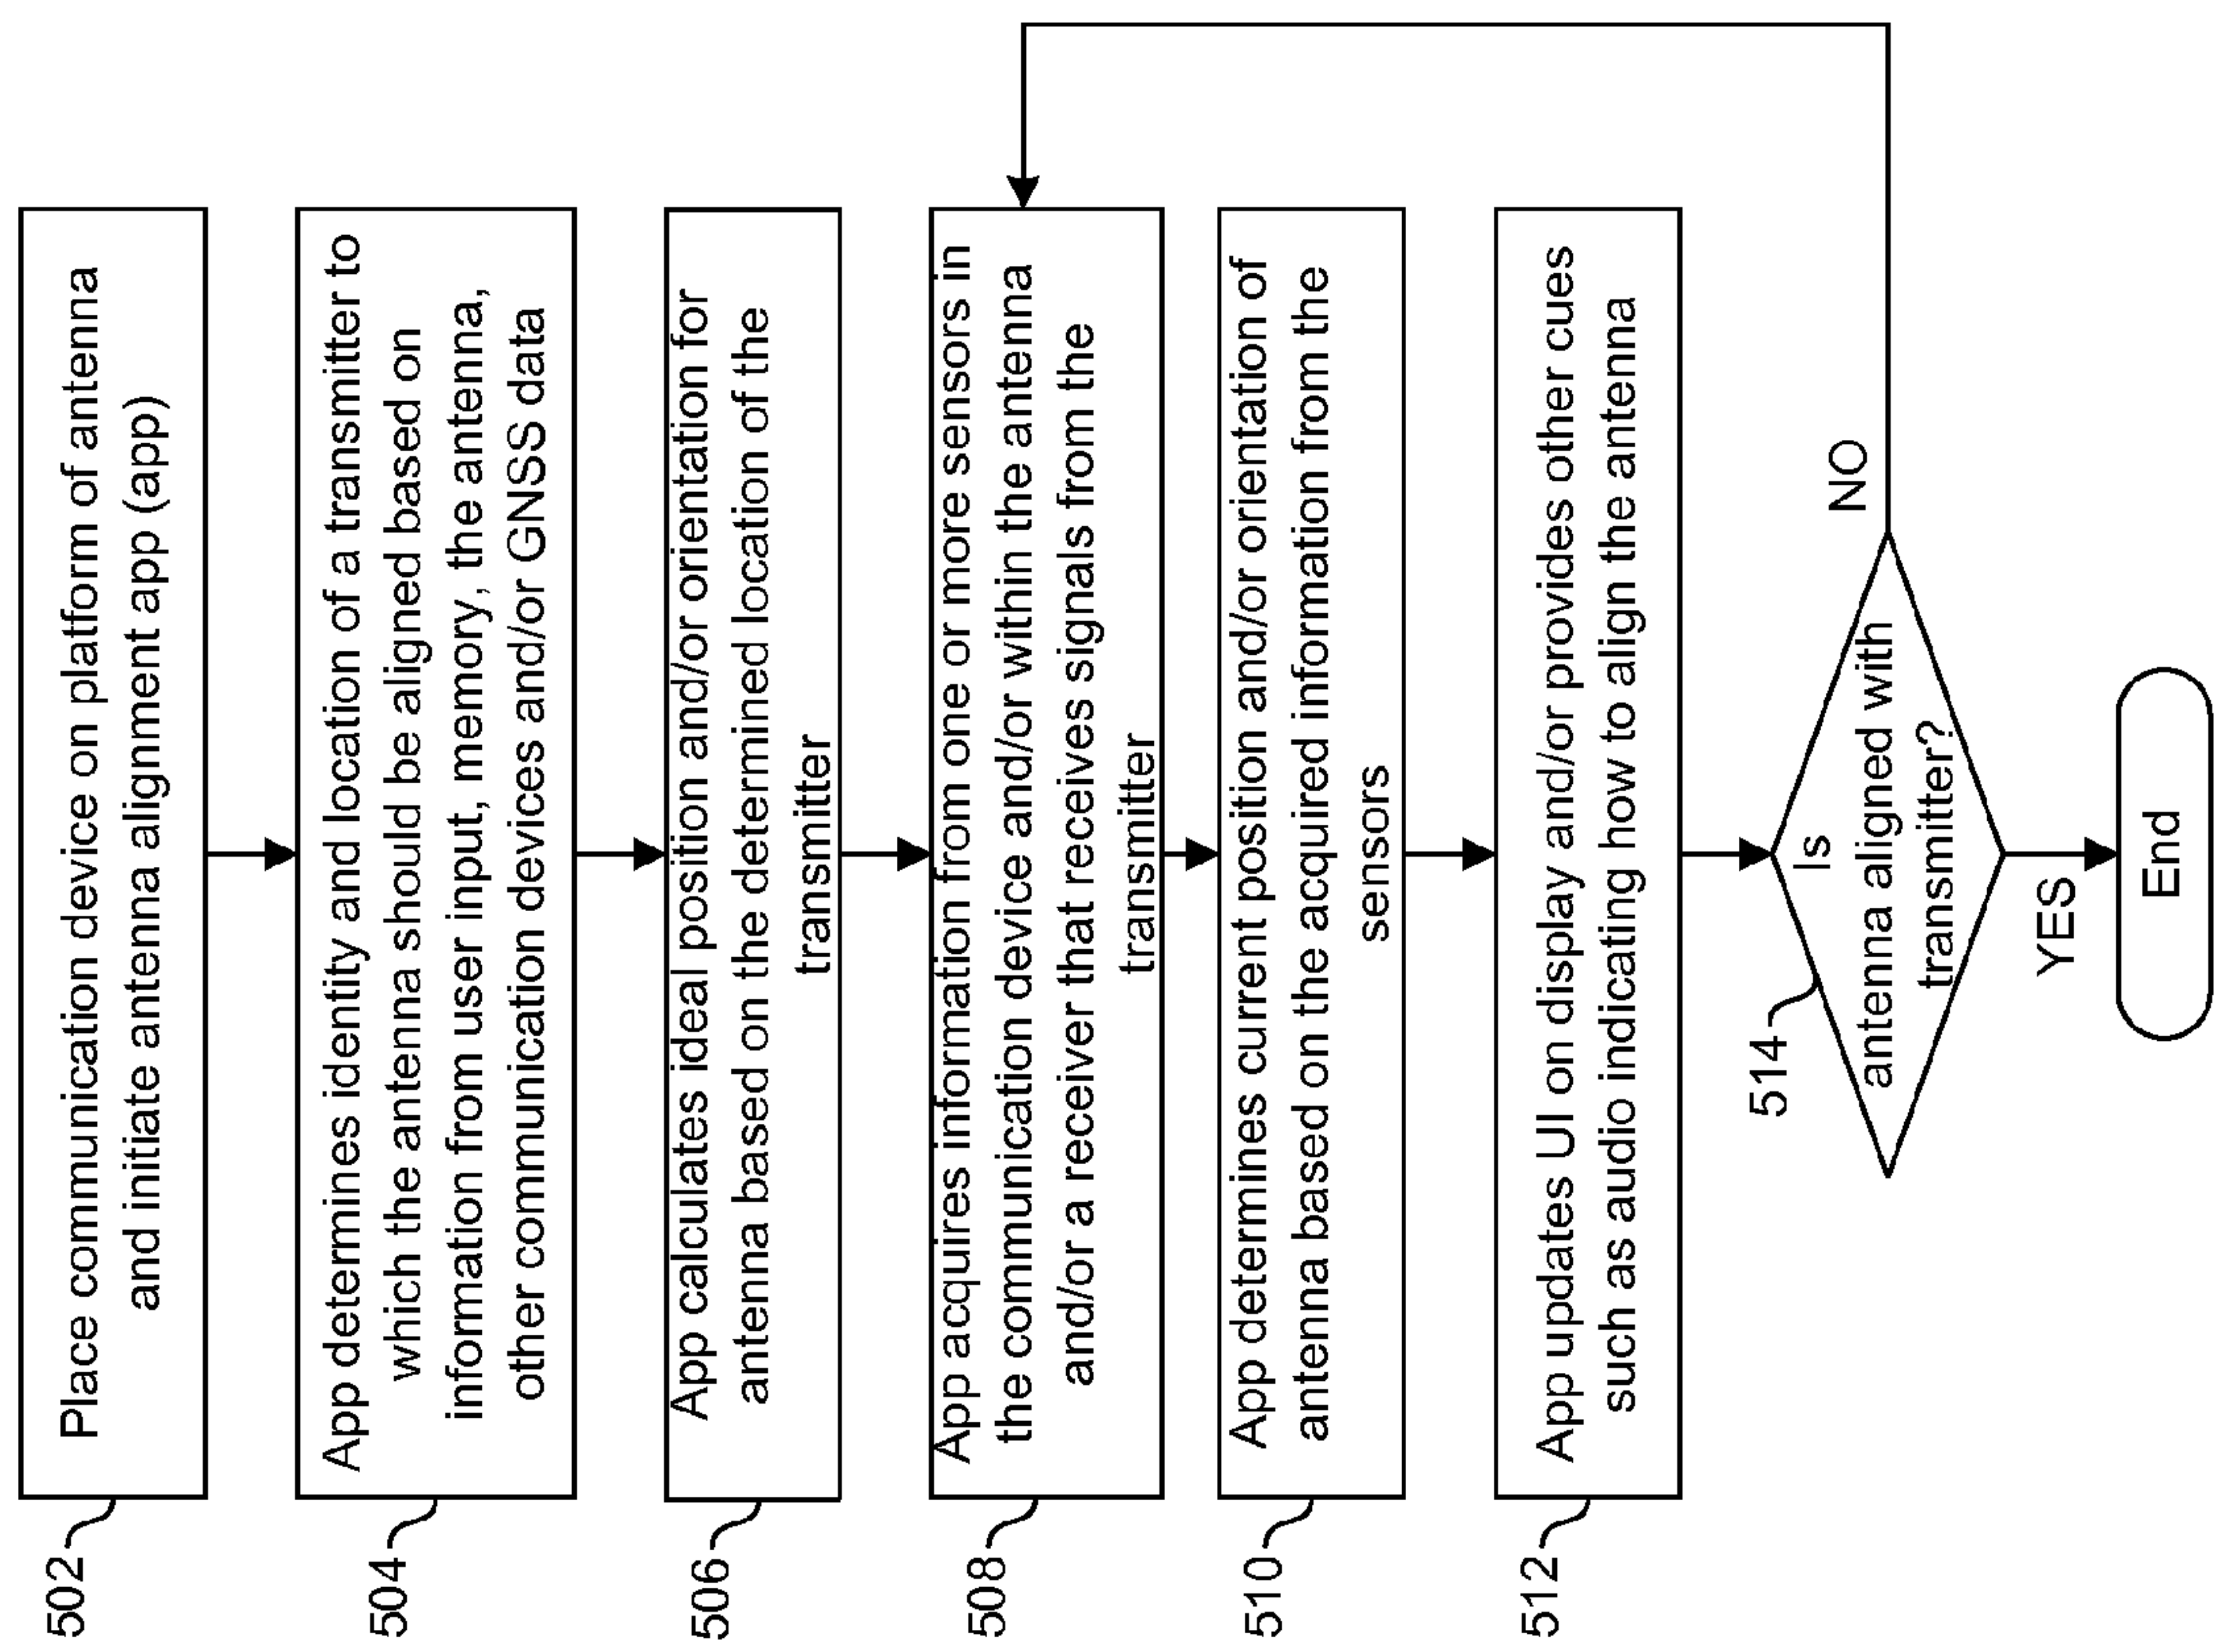 502
Place communication device on platform of antenna
and initiate antenna alignment app (app)
504
App determines identity and location of a transmitter to
which the antenna should be aligned based on
information from user input, memory, the antenna,
other communication devices and/or GNSS data
506
App calculates ideal position and/or orientation for
antenna based on the determined location of the
transmitter
508
App acquires information from one or more sensors in
the communication device and/or within the antenna
and/or a receiver that receives signals from the
transmitter
510
App determines current position and/or orientation of
antenna based on the acquired information from the
sensors
512
App updates UI on display and/or provides other cues
such as audio indicating how to align the antenna
514
Is
antenna aligned with
transmitter?
NO
YES
End